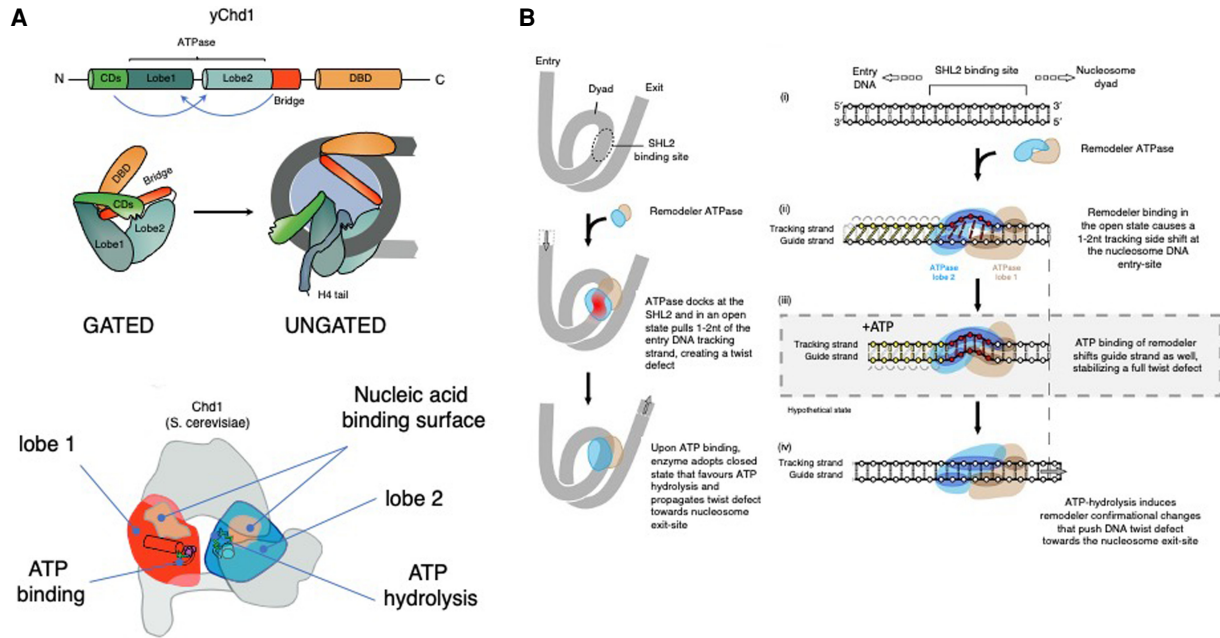 A
yChd1
ATPase
N
CDs
Lobe1
Lobe2
DBD
C
Bridge
DBD
Bridge
CDs
Lobe1
Lobe2
H4 tail
GATED
UNGATED
Chd1
(S. cerevisiae)
Nucleic acid
binding surface
lobe 1
lobe 2
ATP
binding
ATP
hydrolysis
B
Entry
Dyad
Exit
SHL2
binding site
Remodeler ATPase
ATPase docks at the
SHL2 and in an open
state pulls 1-2nt of the
entry DNA tracking
strand, creating a twist
defect
Upon ATP binding,
enzyme adopts closed
state that favours ATP
hydrolysis and
propagates twist defect
towards nucleosome
exit-site
Entry
DNA
SHL2 binding site
Nucleosome
dyad
(i)
5′
3′
3′
5′
Remodeler ATPase
(ii)
Tracking strand
Guide strand
ATPase
lobe 2
ATPase
lobe 1
Remodeler binding in
the open state causes a
1-2nt tracking side shift at
the nucleosome DNA
entry-site
(iii)
+ATP
Tracking strand
Guide strand
ATP binding of remodeler
shifts guide strand as well,
stabilizing a full twist defect
Hypothetical state
(iv)
Tracking strand
Guide strand
ATP-hydrolysis induces
remodeler confirmational changes
that push DNA twist defect
towards the nucleosome exit-site